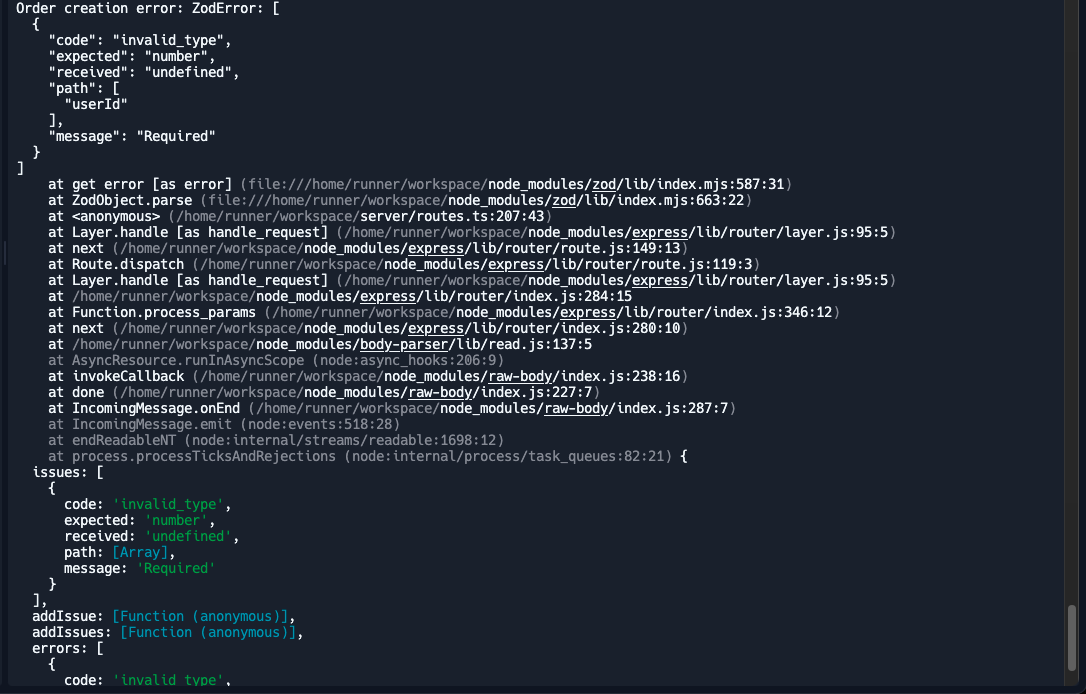 Order creation error: ZodError: [
  {
    "code": "invalid_type",
    "expected": "number",
    "received": "undefined",
    "path": [
      "userId"
    ],
    "message": "Required"
  }
]
    at get error [as error] (file:///home/runner/workspace/node_modules/zod/lib/index.mjs:587:31)
    at ZodObject.parse (file:///home/runner/workspace/node_modules/zod/lib/index.mjs:663:22)
    at <anonymous> (/home/runner/workspace/server/routes.ts:207:43)
    at Layer.handle [as handle_request] (/home/runner/workspace/node_modules/express/lib/router/layer.js:95:5)
    at next (/home/runner/workspace/node_modules/express/lib/router/route.js:149:13)
    at Route.dispatch (/home/runner/workspace/node_modules/express/lib/router/route.js:119:3)
    at Layer.handle [as handle_request] (/home/runner/workspace/node_modules/express/lib/router/layer.js:95:5)
    at /home/runner/workspace/node_modules/express/lib/router/index.js:284:15
    at Function.process_params (/home/runner/workspace/node_modules/express/lib/router/index.js:346:12)
    at next (/home/runner/workspace/node_modules/express/lib/router/index.js:280:10)
    at /home/runner/workspace/node_modules/body-parser/lib/read.js:137:5
    at AsyncResource.runInAsyncScope (node:async_hooks:206:9)
    at invokeCallback (/home/runner/workspace/node_modules/raw-body/index.js:238:16)
    at done (/home/runner/workspace/node_modules/raw-body/index.js:227:7)
    at IncomingMessage.onEnd (/home/runner/workspace/node_modules/raw-body/index.js:287:7)
    at IncomingMessage.emit (node:events:518:28)
    at endReadableNT (node:internal/streams/readable:1698:12)
    at process.processTicksAndRejections (node:internal/process/task_queues:82:21) {
  issues: [
    {
      code: 'invalid_type',
      expected: 'number',
      received: 'undefined',
      path: [Array],
      message: 'Required'
    }
  ],
  addIssue: [Function (anonymous)],
  addIssues: [Function (anonymous)],
  errors: [
    {
      code: 'invalid_type',